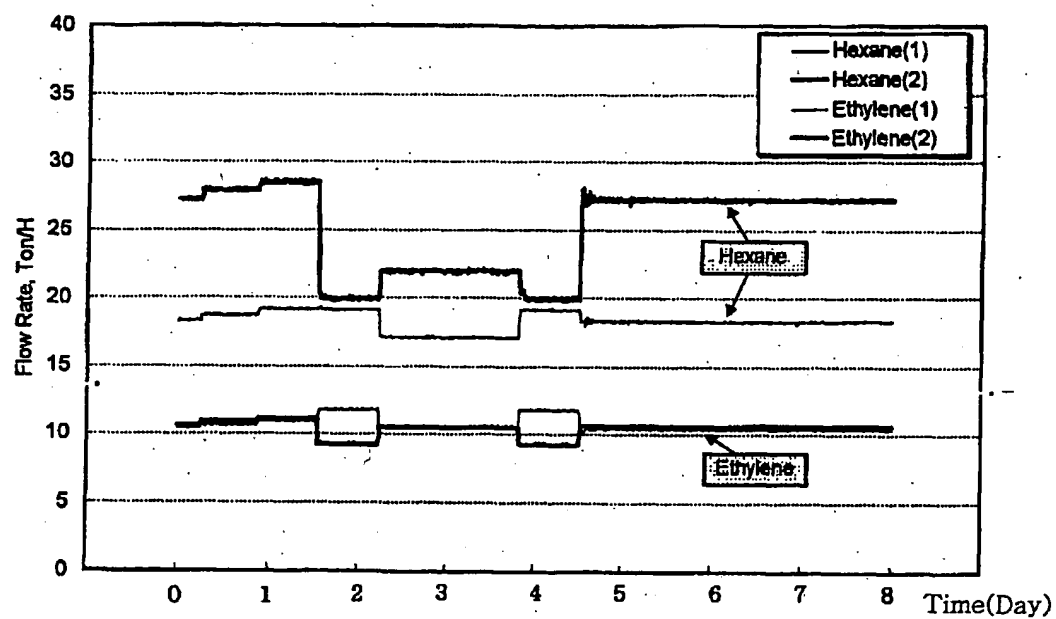 40
35
30
25
20
15
10
5
0
Flow Rate, Ton/H
Hexane(1)
Hexane(2)
Ethylene(1)
Ethylene(2)
Hexane
Ethylene
0 1 2 3 4 5 6 7 8
Time(Day)